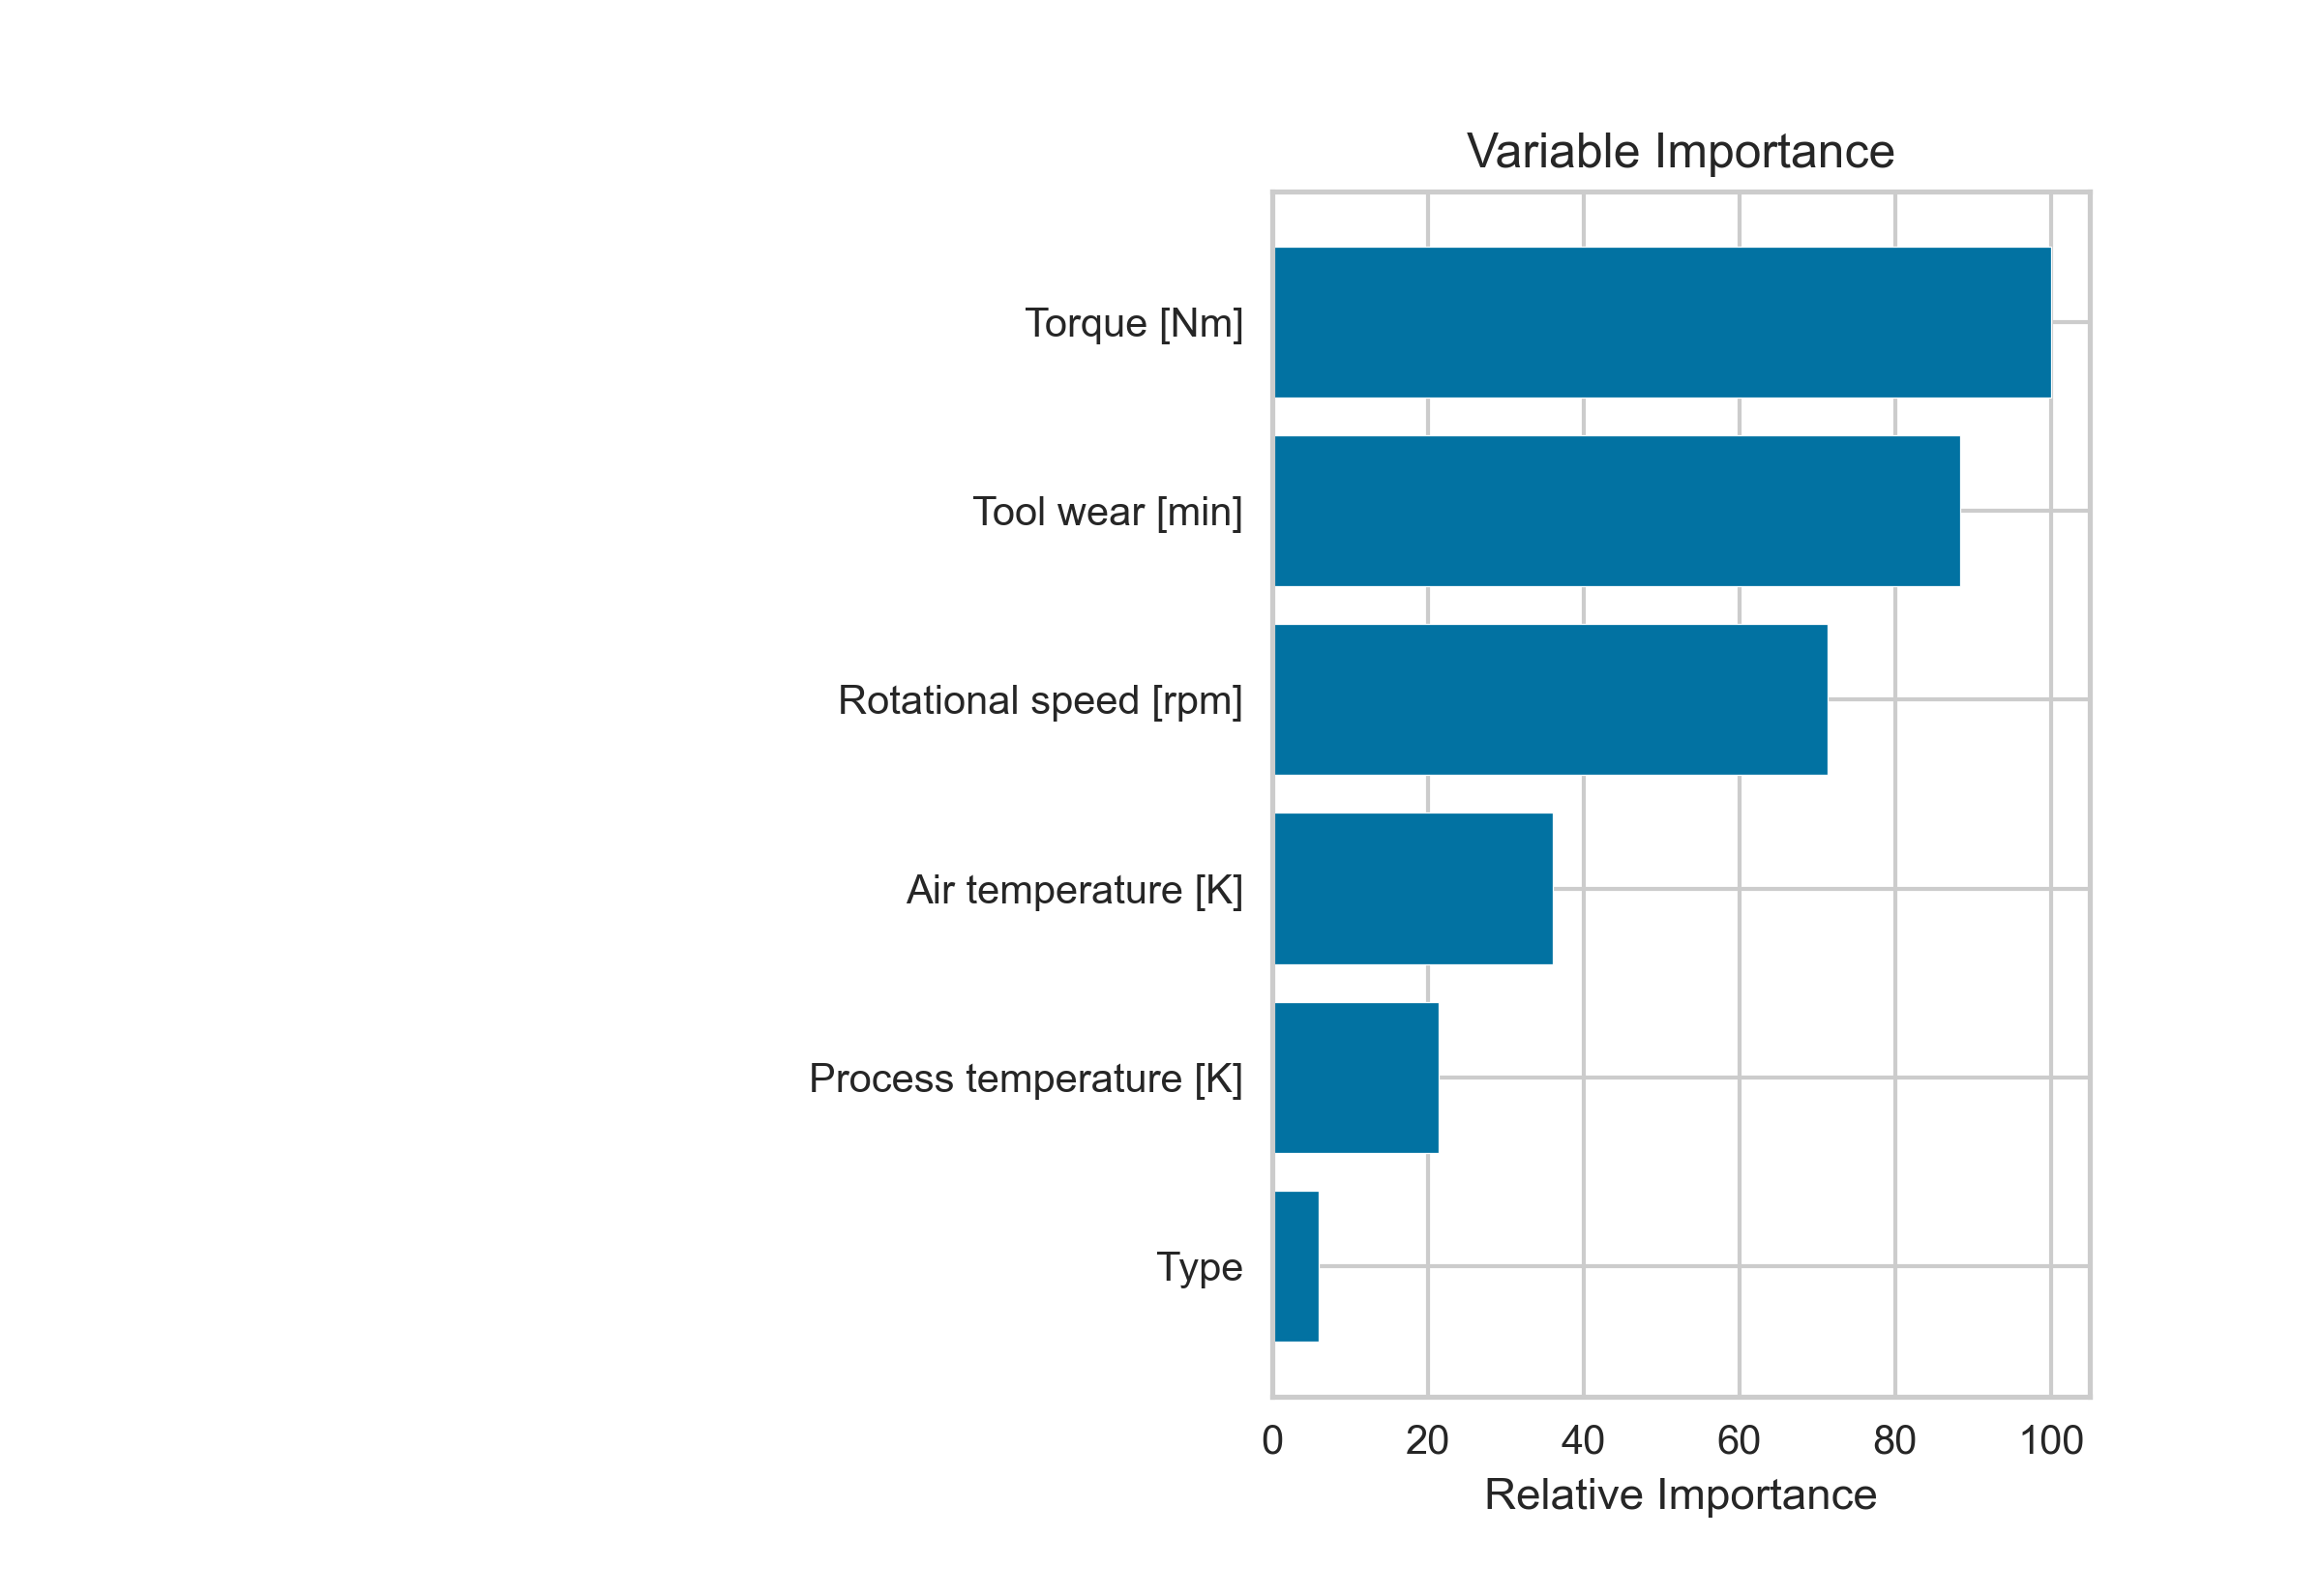 Variable Importance
Torque [Nm]
Tool wear [min]
Rotational speed [rpm]
Air temperature [K]
Process temperature [K]
Type
0 20 40 60 80 100
Relative Importance